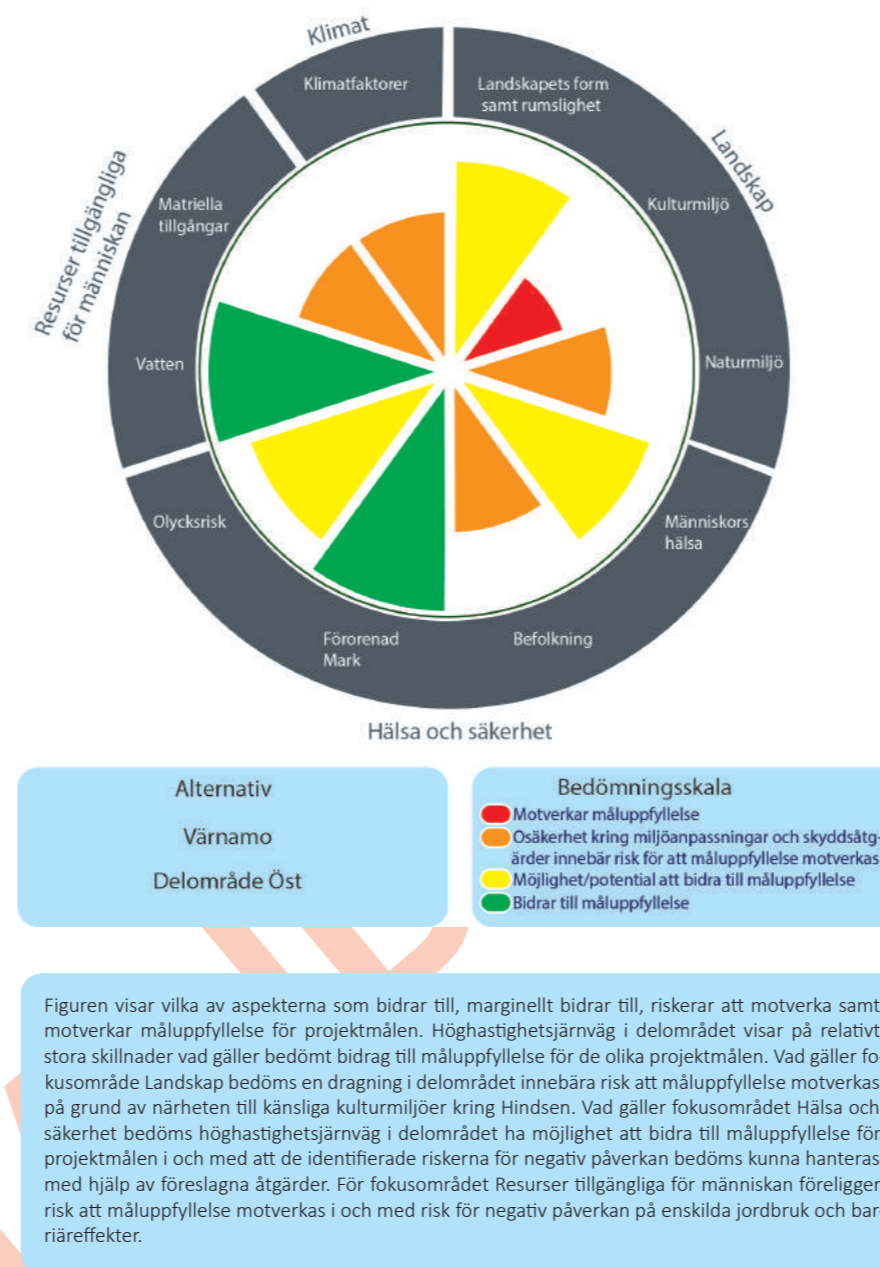 Klimat
Klimatfaktorer
Landskapets form
samt rumslighet
Landskap
Kulturmiljö
Naturmiljö
Människors
hälsa
Befolkning
Förorenad
Mark
Hälsa och säkerhet
Olycksrisk
Vatten
Matriella
tillgångar
Resurser tillgängliga
för människan
Alternativ
Värnamo
Delområde Öst
Bedömningsskala
Motverkar måluppfyllelse
Osäkerhet kring miljöanpassningar och skyddsåtg-
ärder innebär risk för att måluppfyllelse motverkas
Möjlighet/potential att bidra till måluppfyllelse
Bidrar till måluppfyllelse
Figuren visar vilka av aspekterna som bidrar till, marginellt bidrar till, riskerar att motverka samt
motverkar måluppfyllelse för projektmålen. Höghastighetsjärnväg i delområdet visar på relativt
stora skillnader vad gäller bedömt bidrag till måluppfyllelse för de olika projektmålen. Vad gäller fo-
kusområde Landskap bedöms en dragning i delområdet innebära risk att måluppfyllelse motverkas
på grund av närheten till känsliga kulturmiljöer kring Hindsen. Vad gäller fokusområdet Hälsa och
säkerhet bedöms höghastighetsjärnväg i delområdet ha möjlighet att bidra till måluppfyllelse för
projektmålen i och med att de identifierade riskerna för negativ påverkan bedöms kunna hanteras
med hjälp av föreslagna åtgärder. För fokusområdet Resurser tillgängliga för människan föreligger
risk att måluppfyllelse motverkas i och med risk för negativ påverkan på enskilda jordbruk och bar-
riäreffekter.